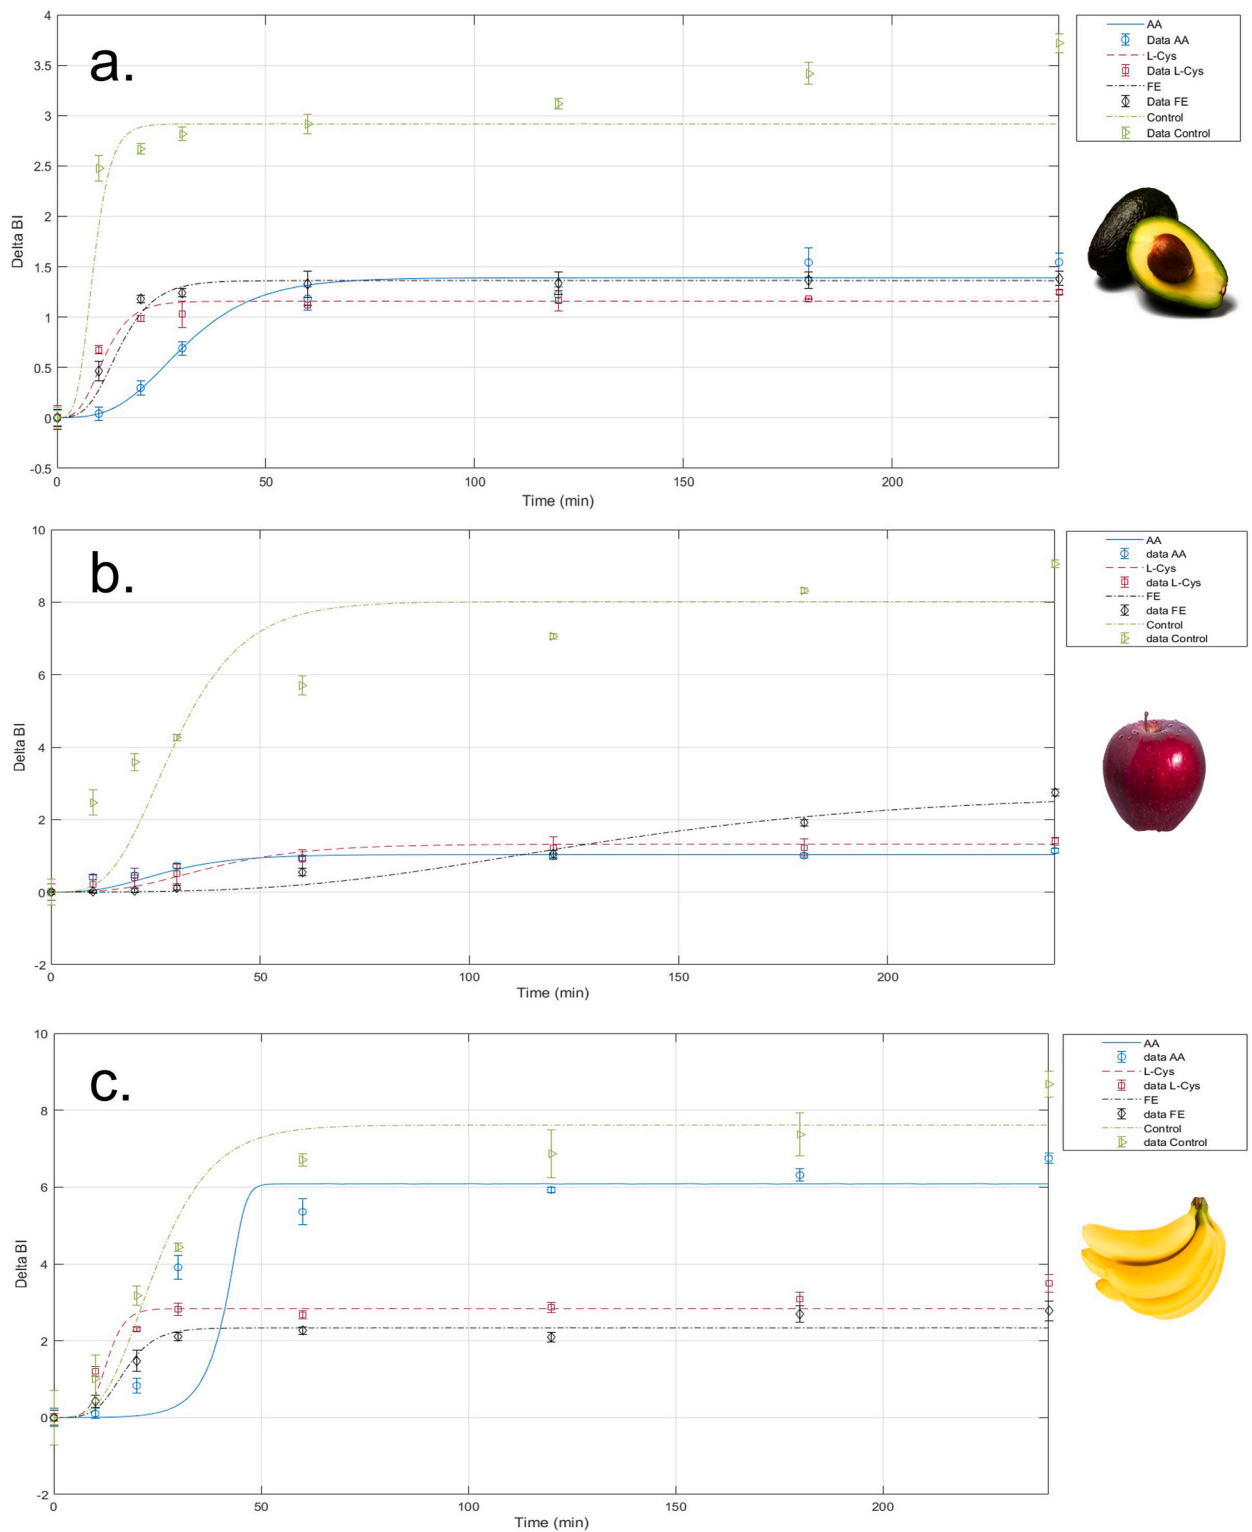 a.
4
3.5
3
2.5
2
1.5
1
0.5
0
-0.5
Delta BI
0
50
100
150
200
Time (min)
AA
Data AA
L-Cys
Data L-Cys
FE
Data FE
Control
Data Control
b.
10
8
6
4
2
0
-2
Delta BI
0
50
100
150
200
Time (min)
AA
data AA
L-Cys
data L-Cys
FE
data FE
Control
data Control
c.
10
8
6
4
2
0
-2
Delta BI
0
50
100
150
200
Time (min)
AA
data AA
L-Cys
data L-Cys
FE
data FE
Control
data Control